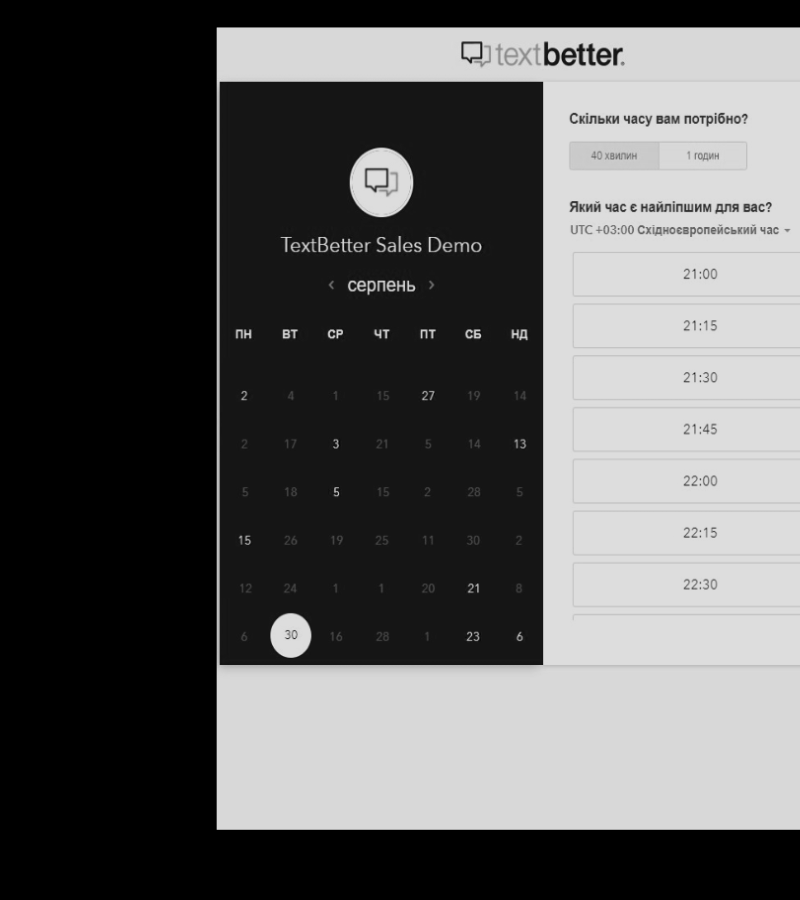 textbetter.
TextBetter Sales Demo
‹ серпень ›
ПН ВТ СР ЧТ ПТ СБ НД
2 4 1 15 27 19 14
2 17 3 21 5 14 13
5 18 5 15 2 28 5
15 26 19 25 11 30 2
12 24 1 1 20 21 8
6 30 16 28 1 23 6
Скільки часу вам потрібно?
40 хвилин 1 годин
Який час є найліпшим для вас?
UTC +03:00 Східноєвропейський час
21:00
21:15
21:30
21:45
22:00
22:15
22:30